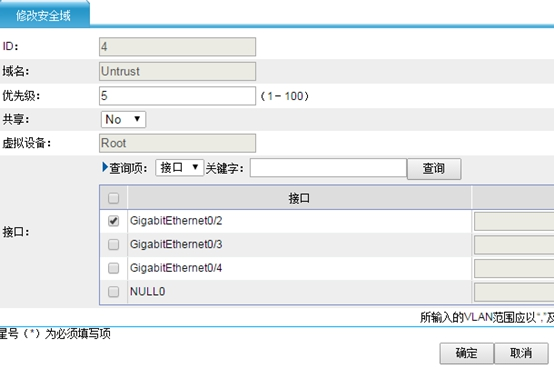 修改安全域
ID： 4
域名： Untrust
优先级： 5 （1－100）
共享： No
虚拟设备： Root
查询项： 接口 关键字： 查询
接口
接口：
GigabitEthernet0/2
GigabitEthernet0/3
GigabitEthernet0/4
NULL0
所输入的VLAN范围应以“,”及
星号（*）为必须填写项
确定 取消